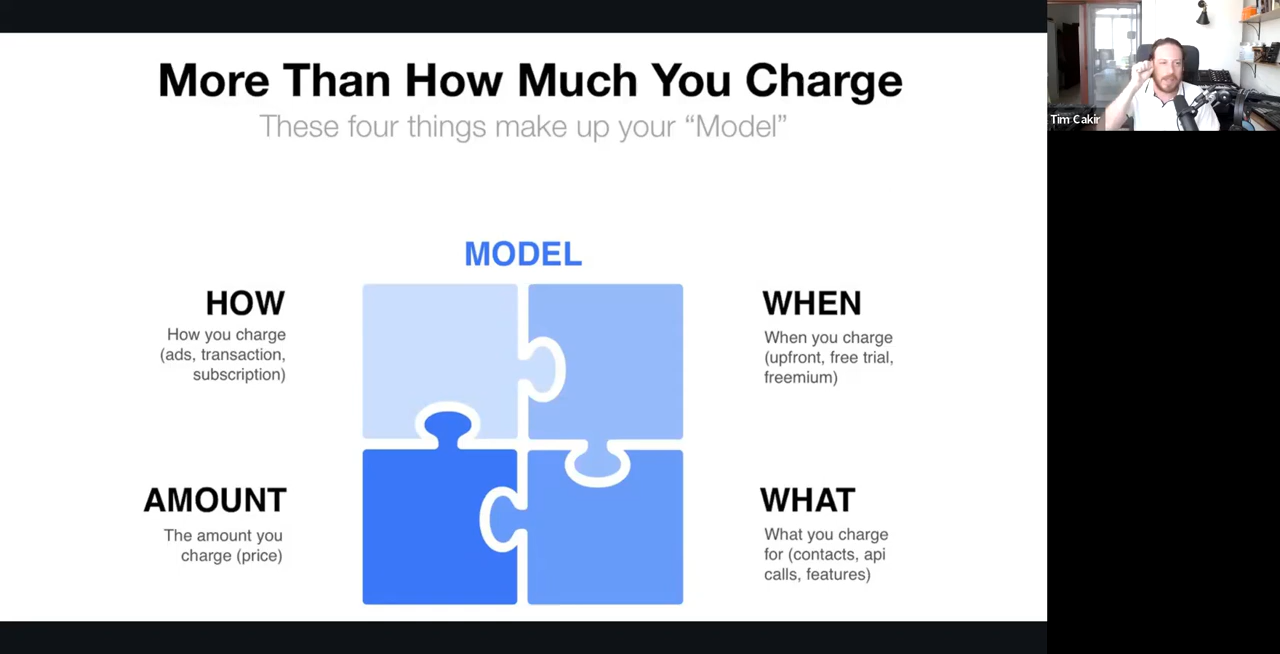 More Than How Much You Charge
These four things make up your “Model”
MODEL
HOW
How you charge
(ads, transaction,
subscription)
WHEN
When you charge
(upfront, free trial,
freemium)
AMOUNT
The amount you
charge (price)
WHAT
What you charge
for (contacts, api
calls, features)
Tim Cakir